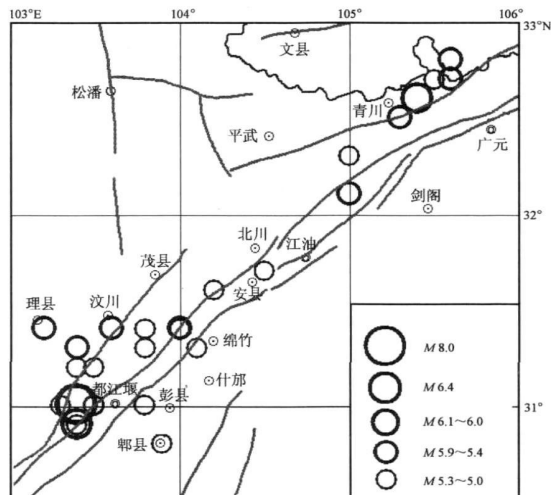 103°E 104° 105° 106°
33°N
文县
松潘
青川
平武
广元
剑阁
32°
北川
江油
茂县
安县
理县
汶川
绵竹
什邡
都江堰
彭县
31°
郫县
M 8.0
M 6.4
M 6.1~6.0
M 5.9~5.4
M 5.3~5.0